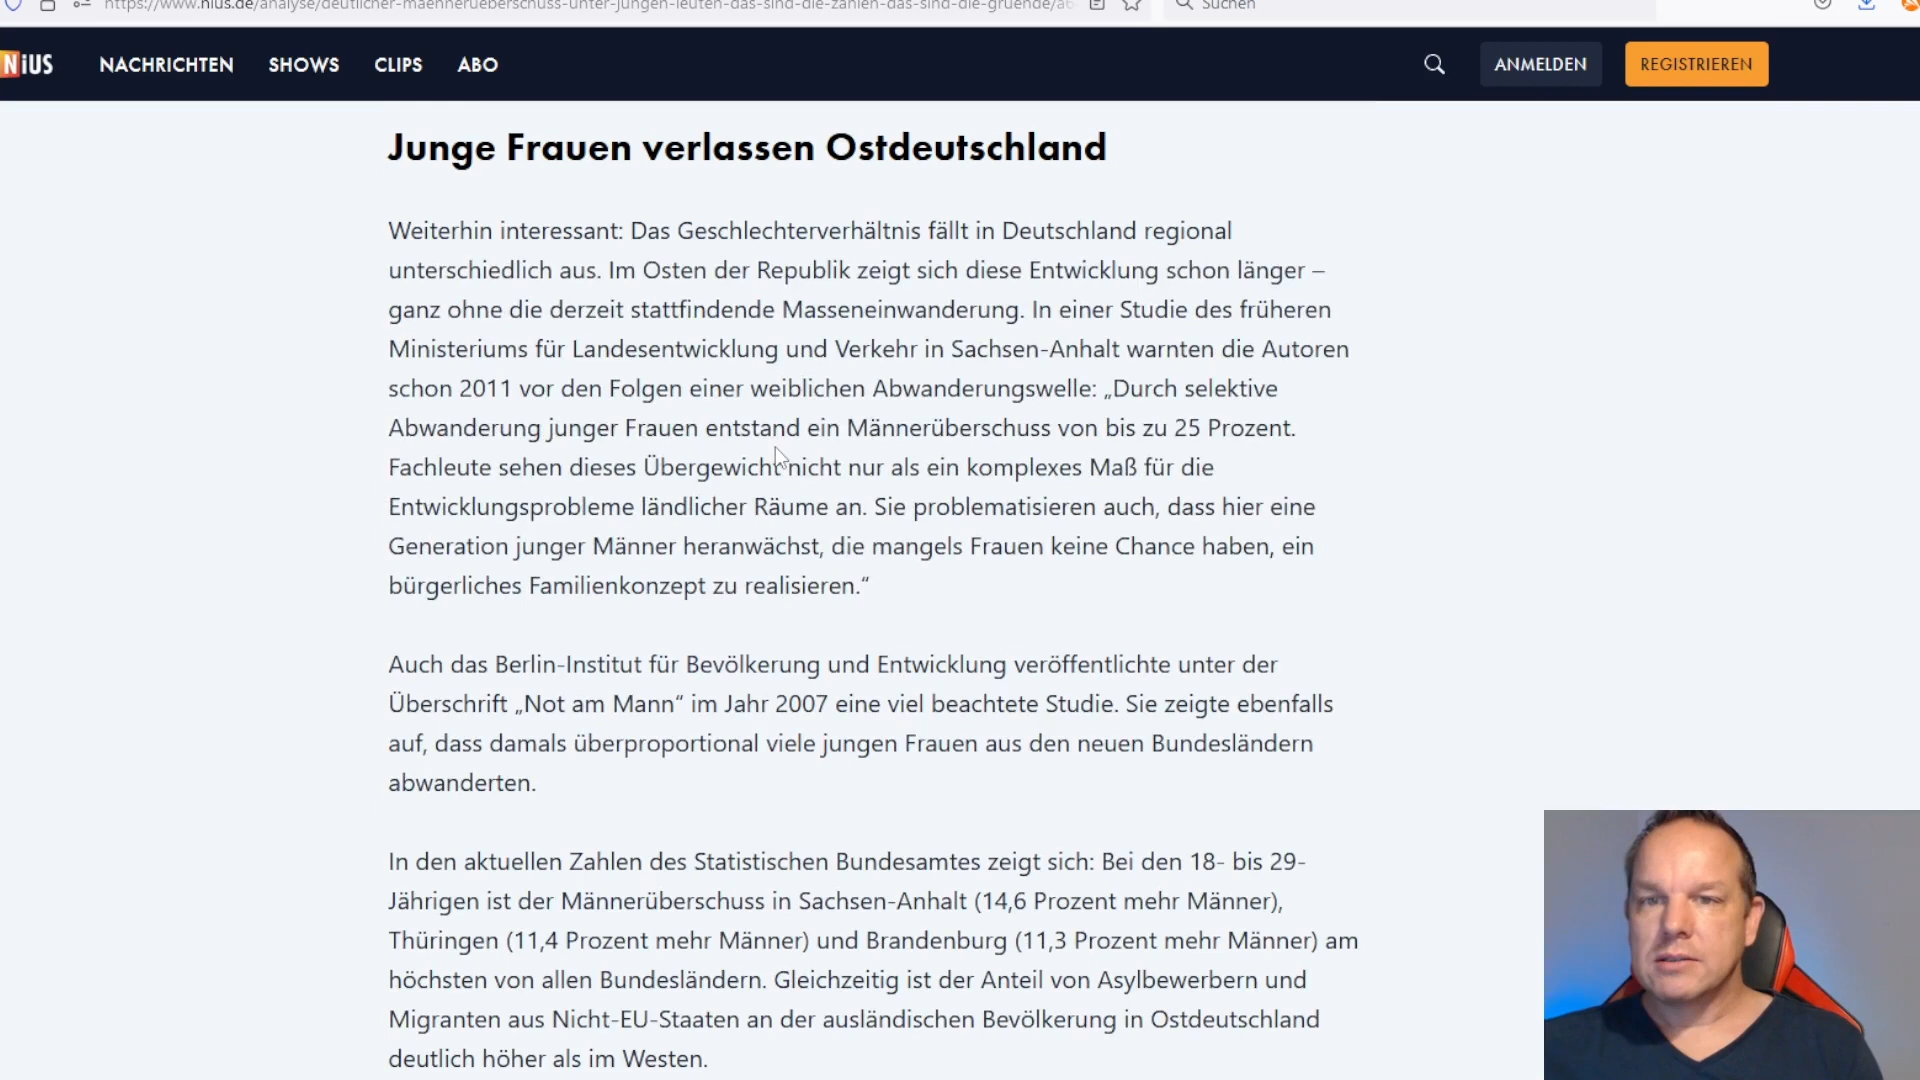 https://www.nius.de/analyse/deutlicher-maennerueberschuss-unter-jungen-leuten-das-sind-die-zahlen-das-sind-die-gruende/
Suchen
NiUS
NACHRICHTEN
SHOWS
CLIPS
ABO
ANMELDEN
REGISTRIEREN
Junge Frauen verlassen Ostdeutschland
Weiterhin interessant: Das Geschlechterverhältnis fällt in Deutschland regional
unterschiedlich aus. Im Osten der Republik zeigt sich diese Entwicklung schon länger –
ganz ohne die derzeit stattfindende Masseneinwanderung. In einer Studie des früheren
Ministeriums für Landesentwicklung und Verkehr in Sachsen-Anhalt warnten die Autoren
schon 2011 vor den Folgen einer weiblichen Abwanderungswelle: „Durch selektive
Abwanderung junger Frauen entstand ein Männerüberschuss von bis zu 25 Prozent.
Fachleute sehen dieses Übergewicht nicht nur als ein komplexes Maß für die
Entwicklungsprobleme ländlicher Räume an. Sie problematisieren auch, dass hier eine
Generation junger Männer heranwächst, die mangels Frauen keine Chance haben, ein
bürgerliches Familienkonzept zu realisieren.“
Auch das Berlin-Institut für Bevölkerung und Entwicklung veröffentlichte unter der
Überschrift „Not am Mann“ im Jahr 2007 eine viel beachtete Studie. Sie zeigte ebenfalls
auf, dass damals überproportional viele jungen Frauen aus den neuen Bundesländern
abwanderten.
In den aktuellen Zahlen des Statistischen Bundesamtes zeigt sich: Bei den 18- bis 29-
Jährigen ist der Männerüberschuss in Sachsen-Anhalt (14,6 Prozent mehr Männer),
Thüringen (11,4 Prozent mehr Männer) und Brandenburg (11,3 Prozent mehr Männer) am
höchsten von allen Bundesländern. Gleichzeitig ist der Anteil von Asylbewerbern und
Migranten aus Nicht-EU-Staaten an der ausländischen Bevölkerung in Ostdeutschland
deutlich höher als im Westen.